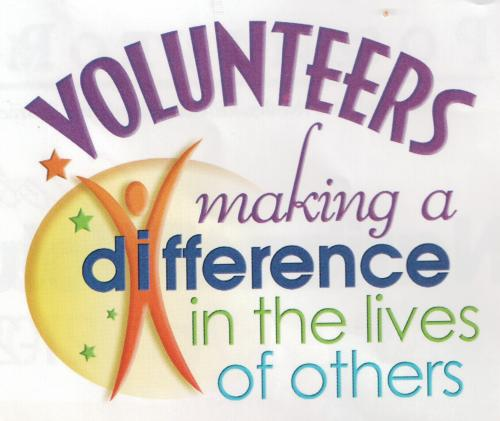 VOLUNTEERS
making a
difference
in the lives
of others